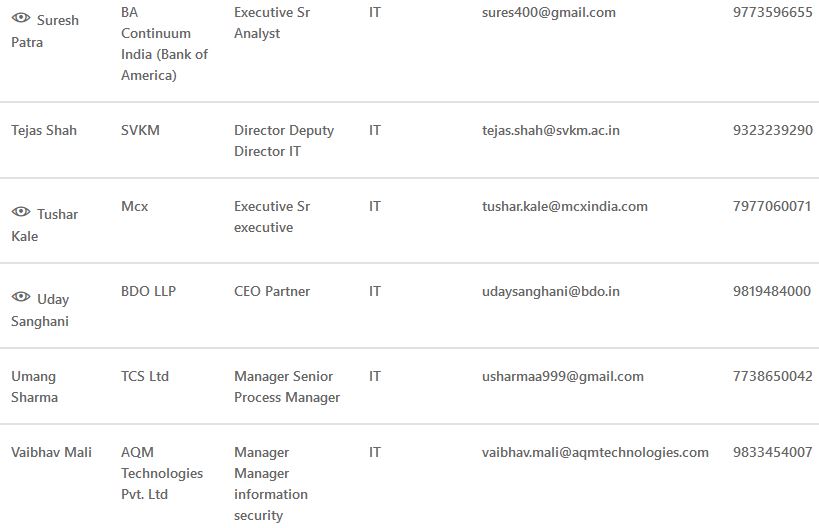 Suresh Patra BA Continuum India (Bank of America) Executive Sr Analyst IT sures400@gmail.com 9773596655
Tejas Shah SVKM Director Deputy Director IT IT tejas.shah@svkm.ac.in 9323239290
Tushar Kale Mcx Executive Sr executive IT tushar.kale@mcxindia.com 7977060071
Uday Sanghani BDO LLP CEO Partner IT udaysanghani@bdo.in 9819484000
Umang Sharma TCS Ltd Manager Senior Process Manager IT usharmaa999@gmail.com 7738650042
Vaibhav Mali AQM Technologies Pvt. Ltd Manager Manager information security IT vaibhav.mali@aqmtechnologies.com 9833454007